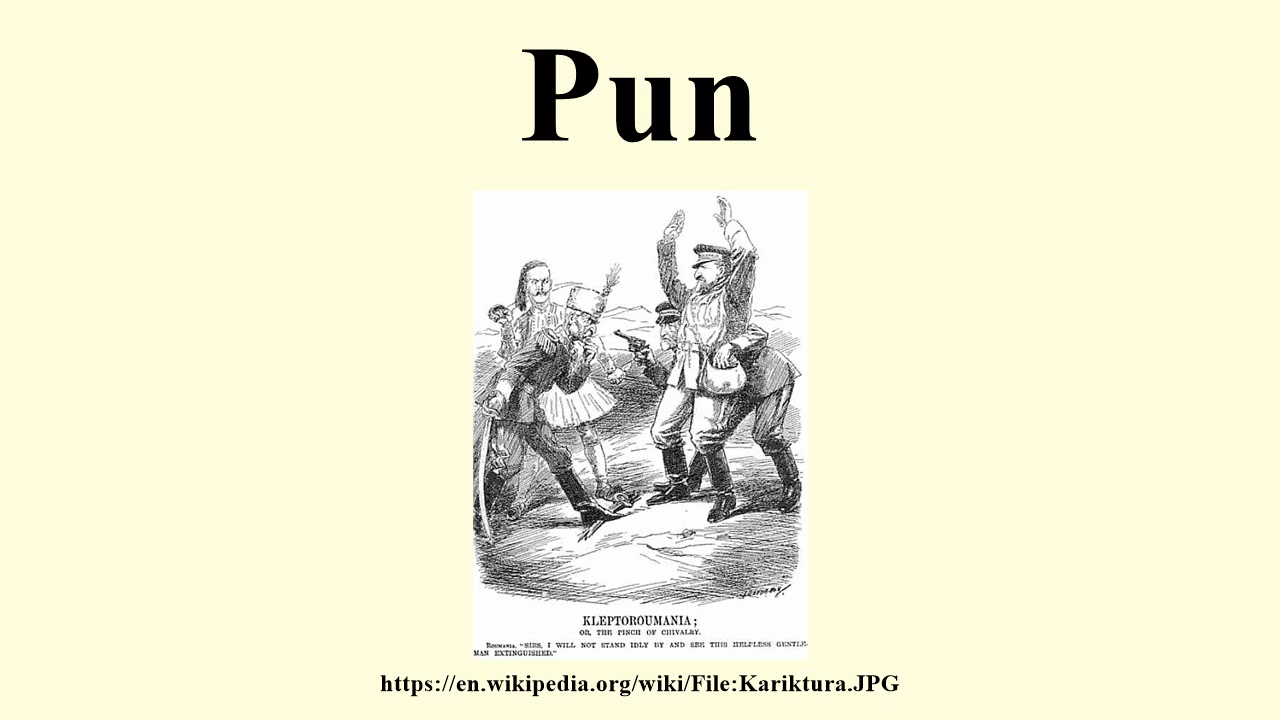 Pun
KLEPTOROUMANIA;
OR, THE PINCH OF CHIVALRY.
ROUMANIA. "SIRS, I WILL NOT STAND IDLY BY AND SEE THIS HELPLESS GENTLE-
MAN EXTINGUISHED."
https://en.wikipedia.org/wiki/File:Kariktura.JPG